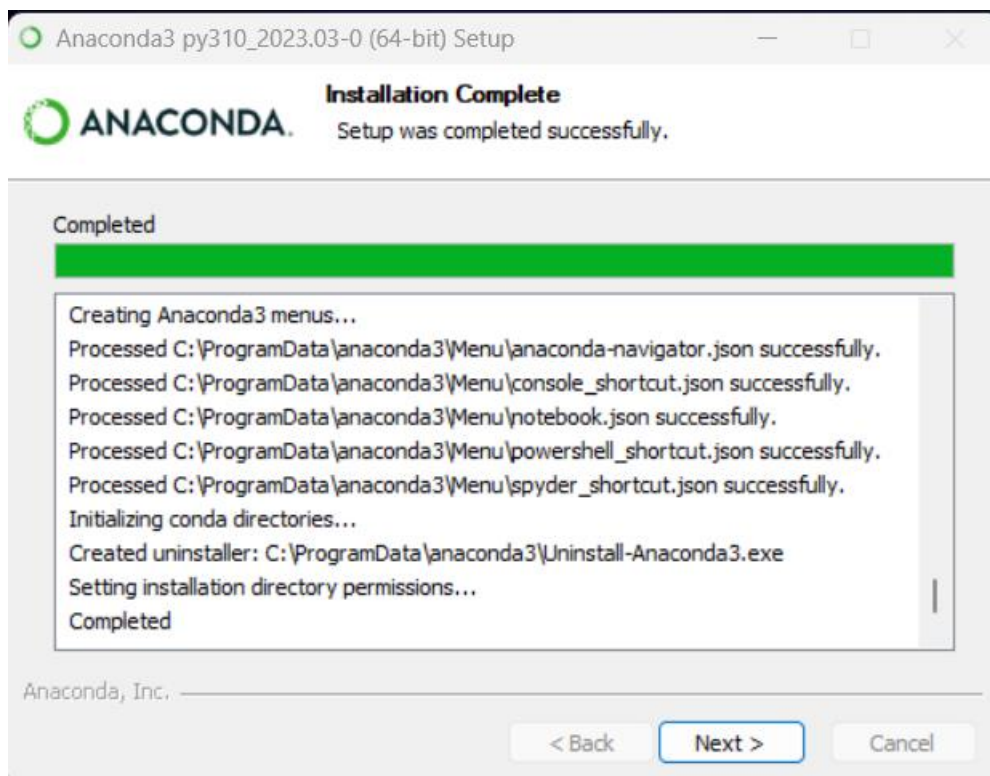 Anaconda3 py310_2023.03-0 (64-bit) Setup
ANACONDA.
Installation Complete
Setup was completed successfully.
Completed
Creating Anaconda3 menus...
Processed C:\ProgramData\anaconda3\Menu\anaconda-navigator.json successfully.
Processed C:\ProgramData\anaconda3\Menu\console_shortcut.json successfully.
Processed C:\ProgramData\anaconda3\Menu\notebook.json successfully.
Processed C:\ProgramData\anaconda3\Menu\powershell_shortcut.json successfully.
Processed C:\ProgramData\anaconda3\Menu\spyder_shortcut.json successfully.
Initializing conda directories...
Created uninstaller: C:\ProgramData\anaconda3\Uninstall-Anaconda3.exe
Setting installation directory permissions...
Completed
Anaconda, Inc.
< Back Next > Cancel